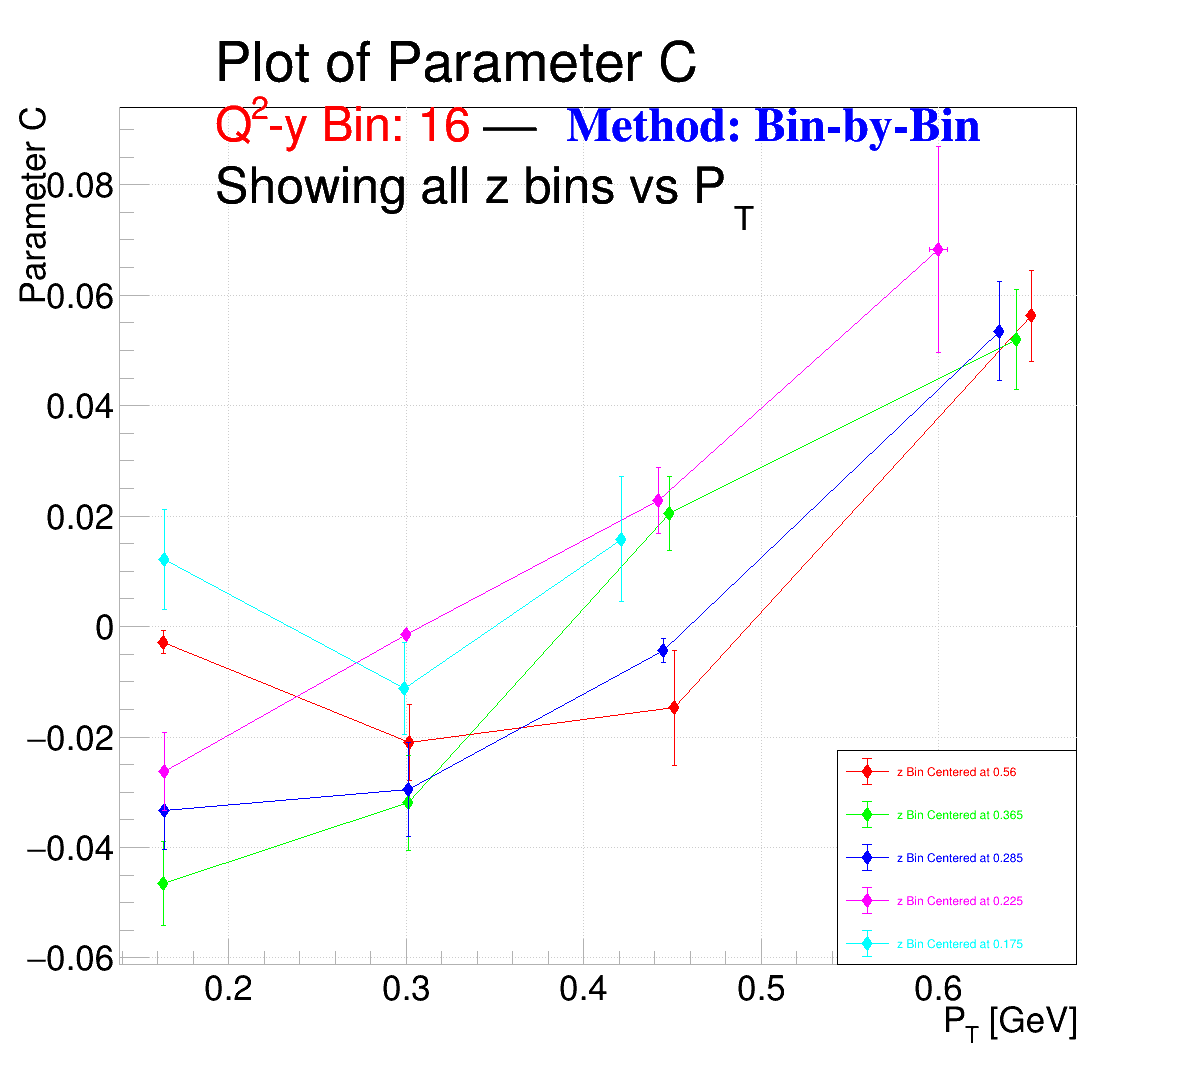 Plot of Parameter C
Q²-y Bin: 16 — Method: Bin-by-Bin
Showing all z bins vs P_T
Parameter C
0.08
0.06
0.04
0.02
0
−0.02
−0.04
−0.06
z Bin Centered at 0.56
z Bin Centered at 0.365
z Bin Centered at 0.285
z Bin Centered at 0.225
z Bin Centered at 0.175
0.2 0.3 0.4 0.5 0.6
P_T [GeV]